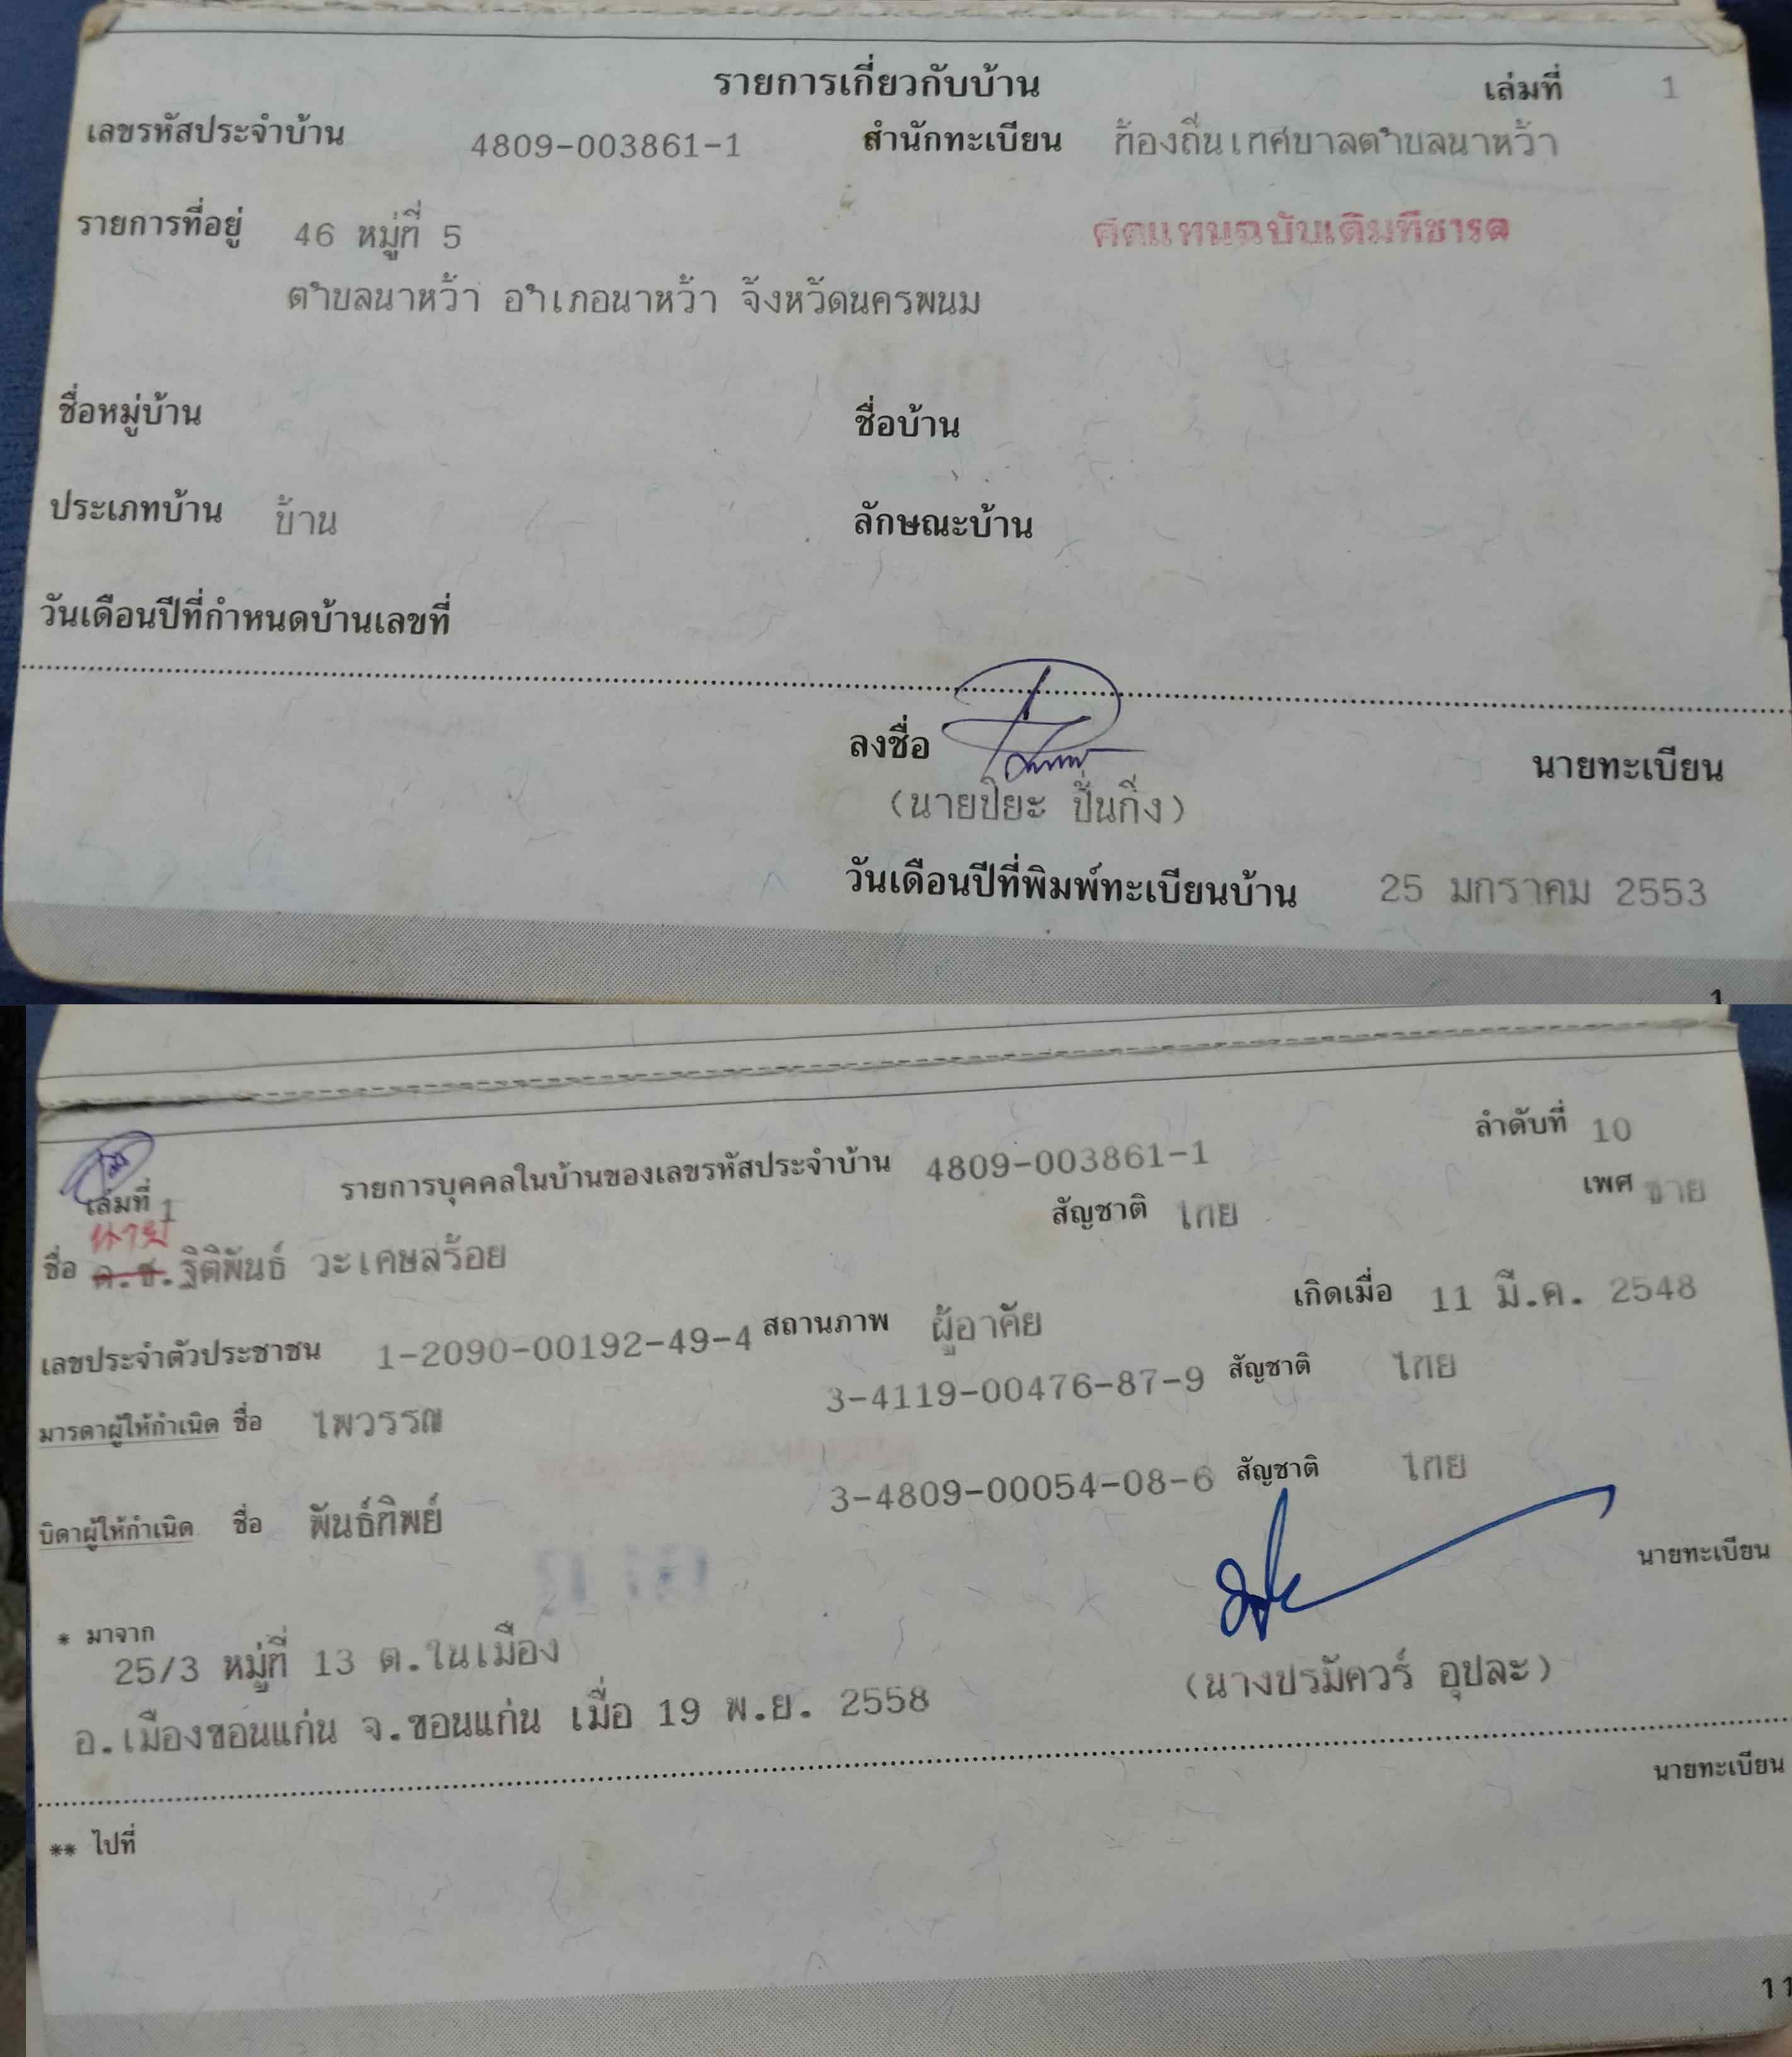 รายการเกี่ยวกับบ้าน เล่มที่ 1
เลขรหัสประจำบ้าน 4809-003861-1 สำนักทะเบียน ท้องถิ่นเทศบาลตำบลนาหว้า
รายการที่อยู่ 46 หมู่ที่ 5 คัดแทนฉบับเดิมที่ชำรุด
ตำบลนาหว้า อำเภอนาหว้า จังหวัดนครพนม
ชื่อหมู่บ้าน ชื่อบ้าน
ประเภทบ้าน บ้าน ลักษณะบ้าน
วันเดือนปีที่กำหนดบ้านเลขที่
ลงชื่อ นายทะเบียน
(นายปิยะ ปิ่นกิ่ง)
วันเดือนปีที่พิมพ์ทะเบียนบ้าน 25 มกราคม 2553
1
เล่มที่ 1 รายการบุคคลในบ้านของเลขรหัสประจำบ้าน 4809-003861-1 ลำดับที่ 10
นาย
ชื่อ ด.ช.ฐิติพันธ์ วะเคษสร้อย สัญชาติ ไทย เพศ ชาย
เลขประจำตัวประชาชน 1-2090-00192-49-4 สถานภาพ ผู้อาศัย เกิดเมื่อ 11 มี.ค. 2548
มารดาผู้ให้กำเนิด ชื่อ ไพวรรณ 3-4119-00476-87-9 สัญชาติ ไทย
บิดาผู้ให้กำเนิด ชื่อ พันธ์ทิพย์ 3-4809-00054-08-6 สัญชาติ ไทย
นายทะเบียน
* มาจาก
25/3 หมู่ที่ 13 ต.ในเมือง
(นางปรมัควร์ อุปละ)
อ.เมืองขอนแก่น จ.ขอนแก่น เมื่อ 19 พ.ย. 2558
นายทะเบียน
** ไปที่
11